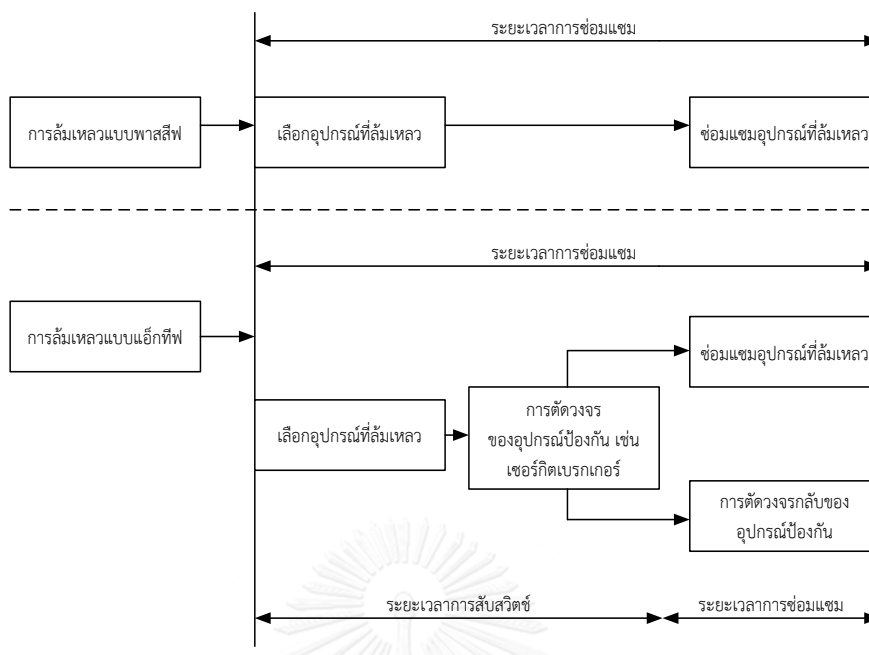 ระยะเวลาการซ่อมแซม
การล้มเหลวแบบพาสสีฟ
เลือกอุปกรณ์ที่ล้มเหลว
ซ่อมแซมอุปกรณ์ที่ล้มเหลว
ระยะเวลาการซ่อมแซม
การล้มเหลวแบบแอ็กทีฟ
ซ่อมแซมอุปกรณ์ที่ล้มเหลว
เลือกอุปกรณ์ที่ล้มเหลว
การตัดวงจร
ของอุปกรณ์ป้องกัน เช่น
เซอร์กิตเบรกเกอร์
การตัดวงจรกลับของ
อุปกรณ์ป้องกัน
ระยะเวลาการสับสวิตช์
ระยะเวลาการซ่อมแซม